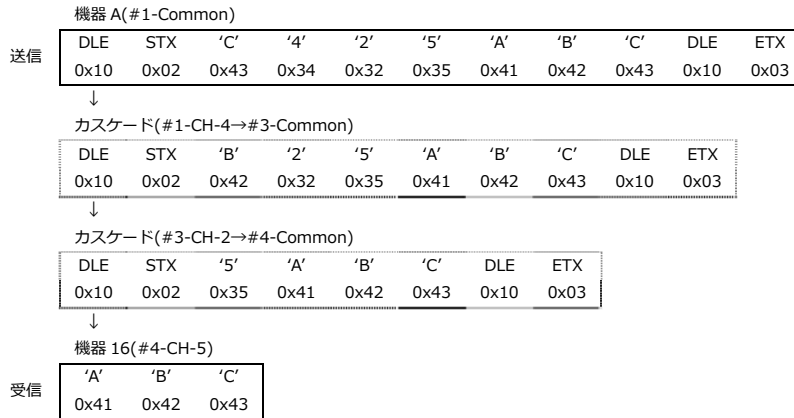 機器 A(#1-Common)
送信
DLE STX ‘C’ ‘4’ ‘2’ ‘5’ ‘A’ ‘B’ ‘C’ DLE ETX
0x10 0x02 0x43 0x34 0x32 0x35 0x41 0x42 0x43 0x10 0x03
↓
カスケード(#1-CH-4→#3-Common)
DLE STX ‘B’ ‘2’ ‘5’ ‘A’ ‘B’ ‘C’ DLE ETX
0x10 0x02 0x42 0x32 0x35 0x41 0x42 0x43 0x10 0x03
↓
カスケード(#3-CH-2→#4-Common)
DLE STX ‘5’ ‘A’ ‘B’ ‘C’ DLE ETX
0x10 0x02 0x35 0x41 0x42 0x43 0x10 0x03
↓
機器 16(#4-CH-5)
受信
‘A’ ‘B’ ‘C’
0x41 0x42 0x43